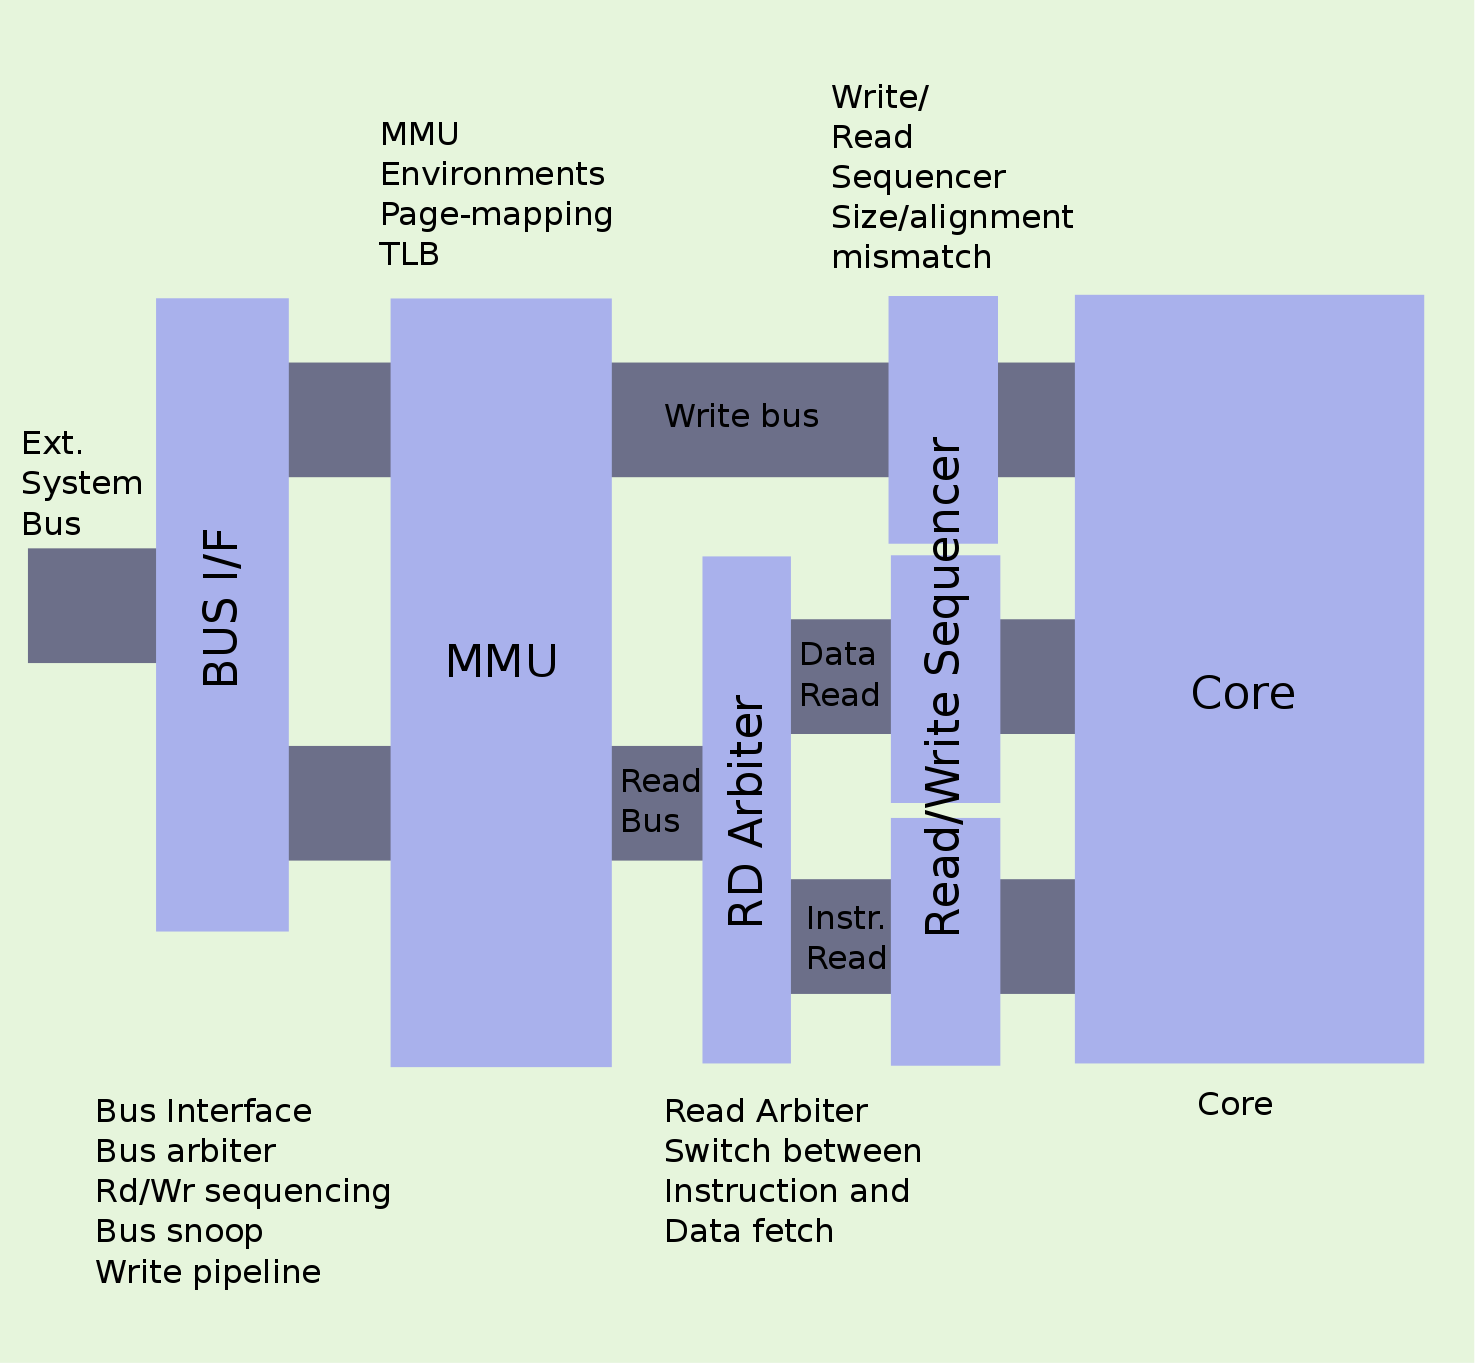 Write/
Read
Sequencer
Size/alignment
mismatch
MMU
Environments
Page-mapping
TLB
Ext.
System
Bus
BUS I/F
MMU
Write bus
Read
Bus
RD Arbiter
Data
Read
Instr.
Read
Read/Write Sequencer
Core
Bus Interface
Bus arbiter
Rd/Wr sequencing
Bus snoop
Write pipeline
Read Arbiter
Switch between
Instruction and
Data fetch
Core